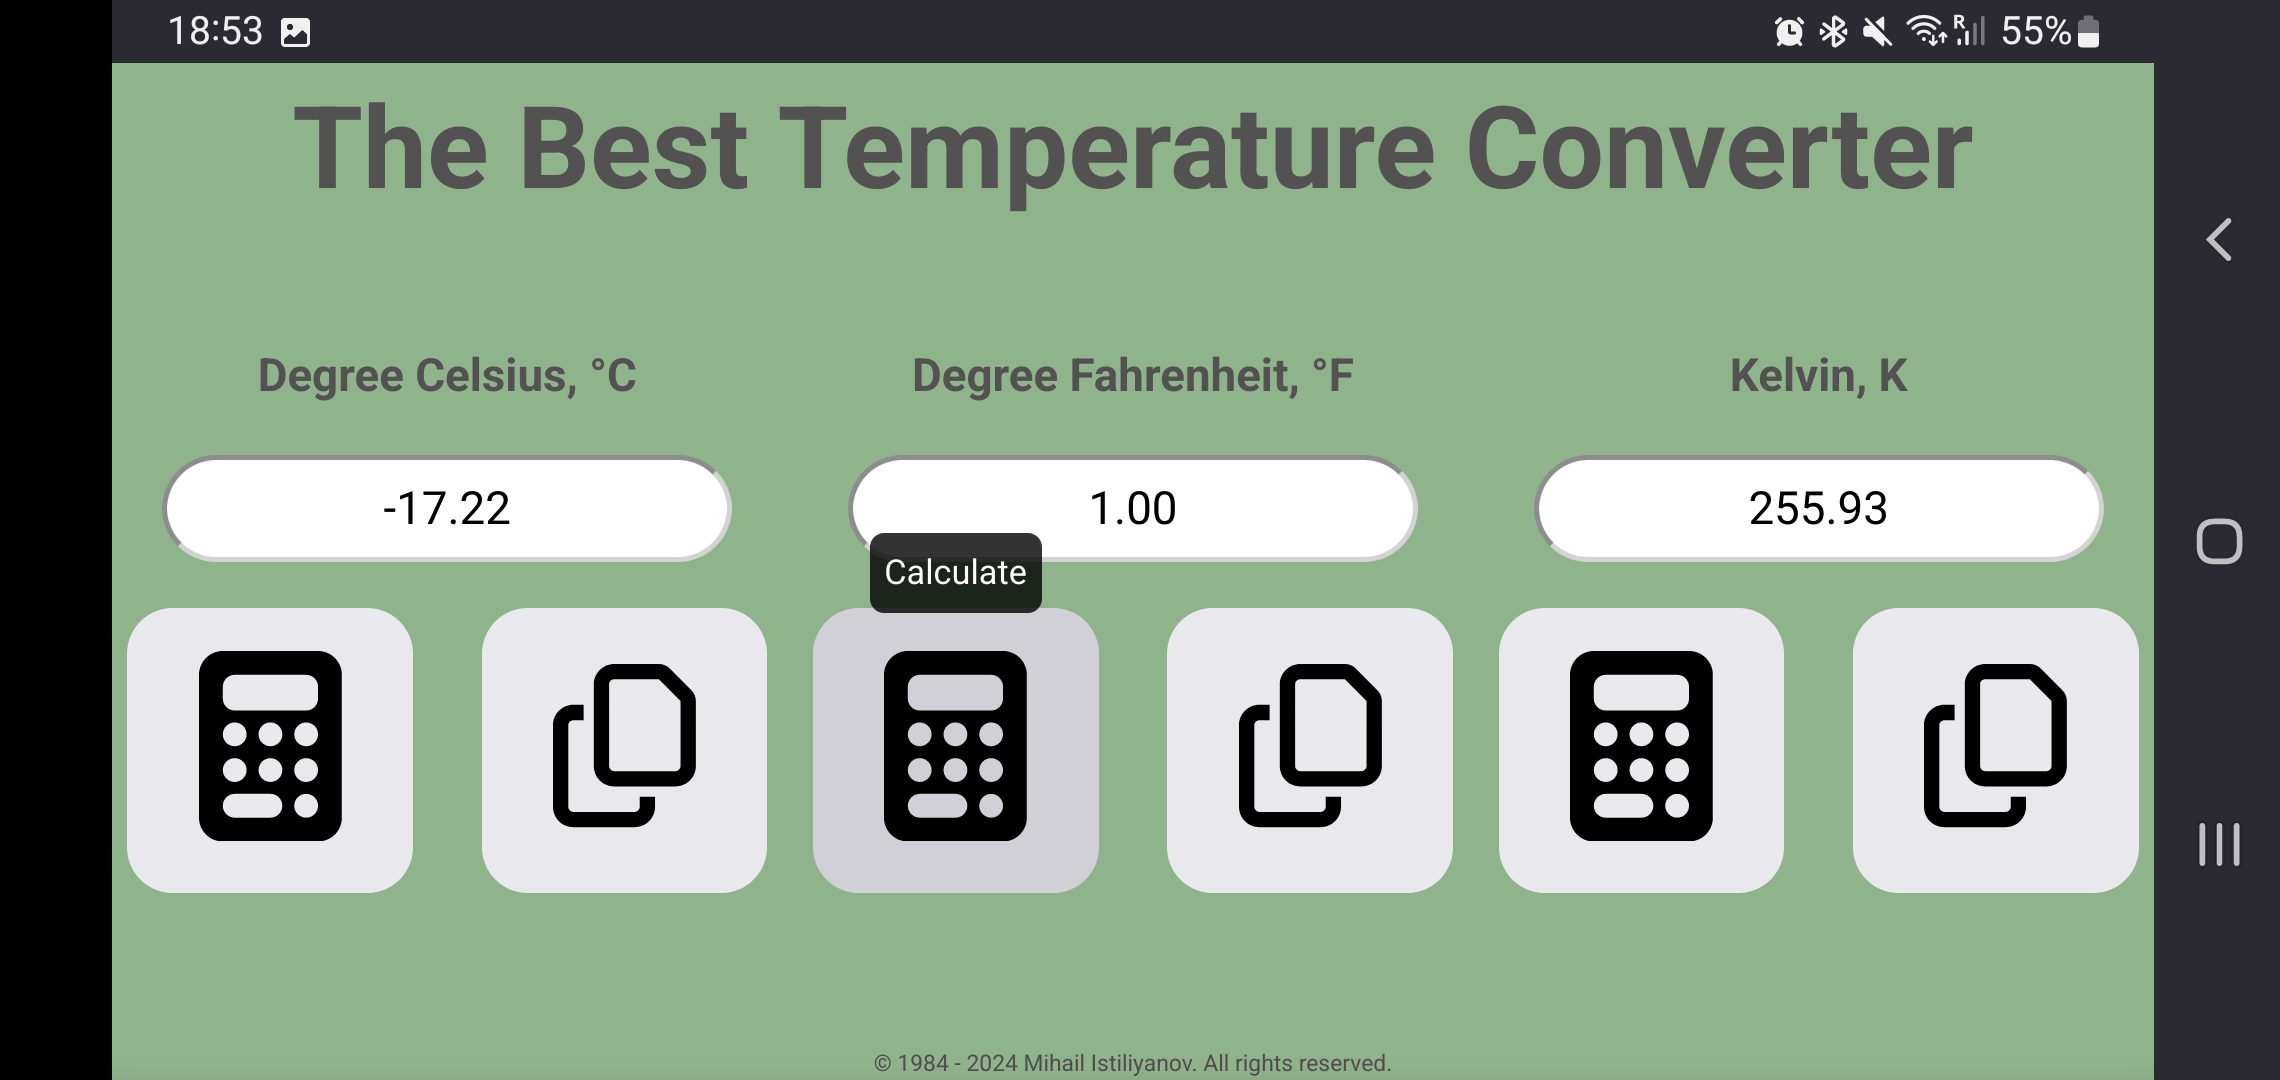 18:53
R 55%
The Best Temperature Converter
Degree Celsius, °C
Degree Fahrenheit, °F
Kelvin, K
-17.22
1.00
255.93
Calculate
© 1984 - 2024 Mihail Istiliyanov. All rights reserved.